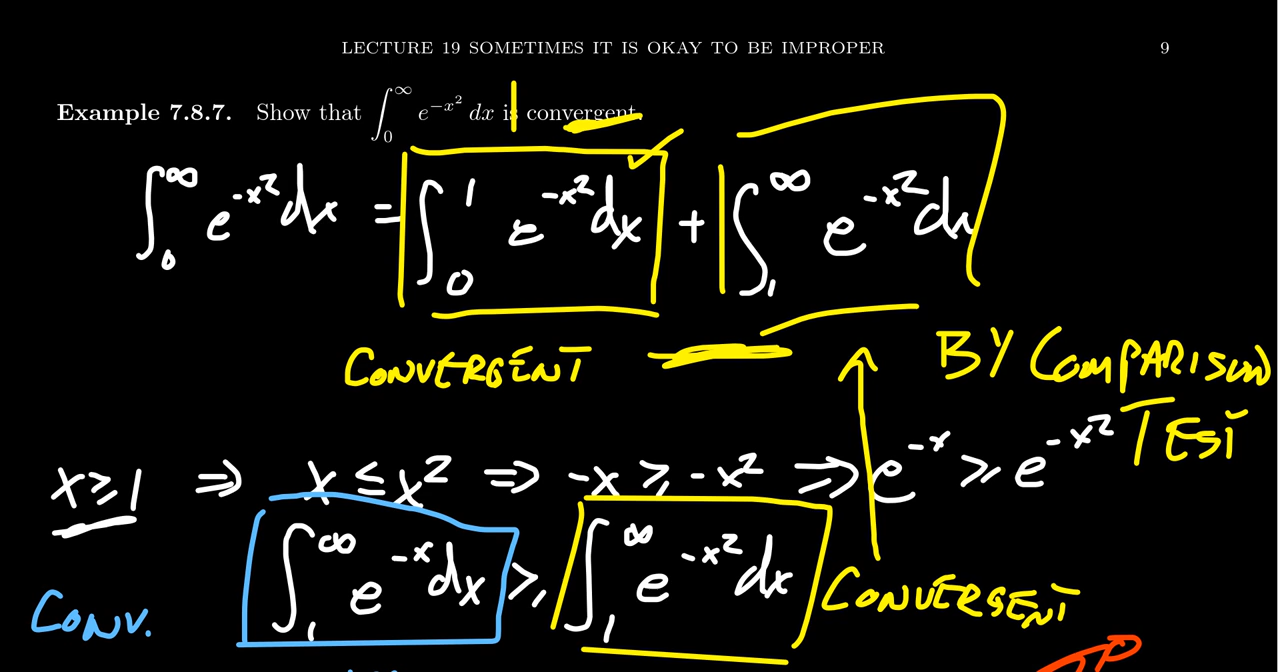 LECTURE 19 SOMETIMES IT IS OKAY TO BE IMPROPER 9
Example 7.8.7. Show that ∫₀^∞ e^{-x²} dx is convergent.
∫₀^∞ e^{-x²}dx = ∫₀^1 e^{-x²}dx + ∫₁^∞ e^{-x²}dx
CONVERGENT BY COMPARISON
TEST
x ≥ 1 ⇒ x ≤ x² ⇒ -x ≥ -x² ⇒ e^{-x} ≥ e^{-x²}
∫₁^∞ e^{-x}dx ≥ ∫₁^∞ e^{-x²}dx CONVERGENT
CONV.